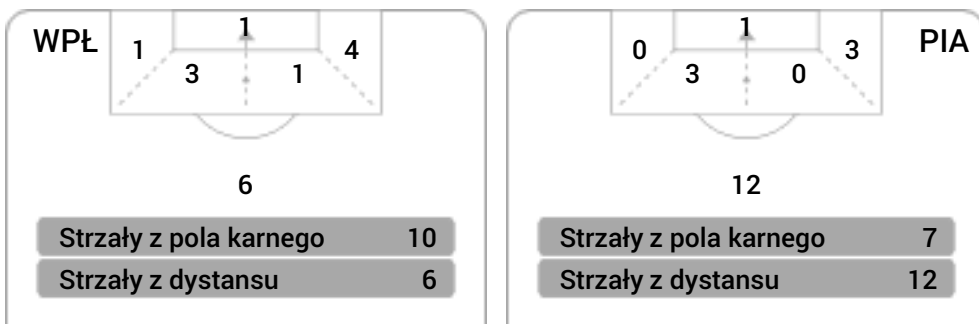 WPŁ
1
1
4
3
1
6
Strzały z pola karnego 10
Strzały z dystansu 6
PIA
0
1
3
3
0
12
Strzały z pola karnego 7
Strzały z dystansu 12